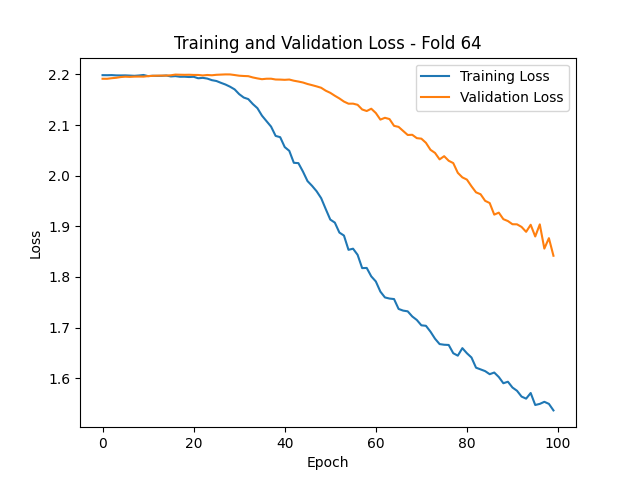 Training and Validation Loss - Fold 64
Training Loss
Validation Loss
2.2
2.1
2.0
1.9
1.8
1.7
1.6
Loss
0
20
40
60
80
100
Epoch